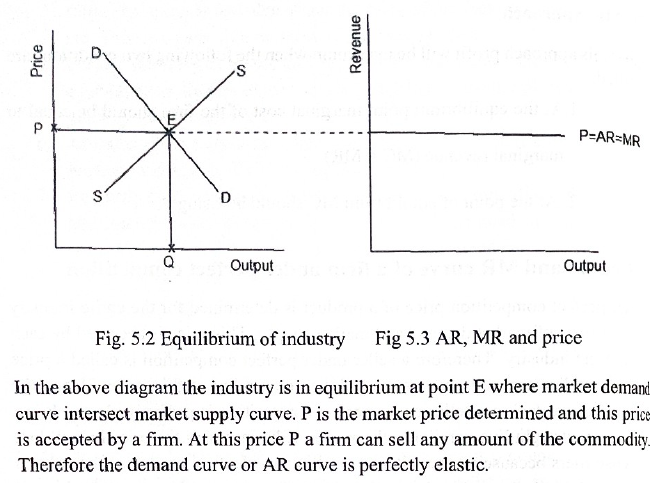 Price
D
S
E
P
S
D
Q
Output
Revenue
P=AR=MR
Output
Fig. 5.2 Equilibrium of industry
Fig 5.3 AR, MR and price
In the above diagram the industry is in equilibrium at point E where market demand
curve intersect market supply curve. P is the market price determined and this price
is accepted by a firm. At this price P a firm can sell any amount of the commodity.
Therefore the demand curve or AR curve is perfectly elastic.